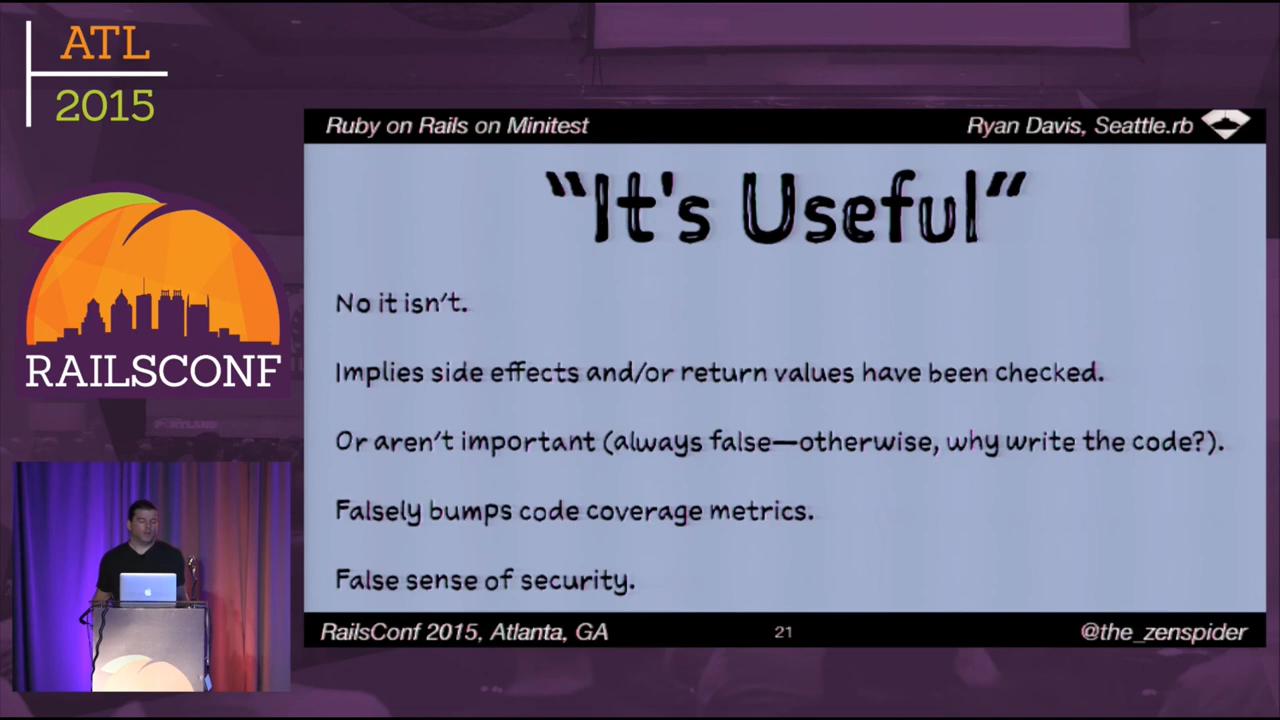 ATL
2015
RAILSCONF
Ruby on Rails on Minitest
Ryan Davis, Seattle.rb
“It's Useful”
No it isn’t.
Implies side effects and/or return values have been checked.
Or aren’t important (always false—otherwise, why write the code?).
Falsely bumps code coverage metrics.
False sense of security.
RailsConf 2015, Atlanta, GA
21
@the_zenspider